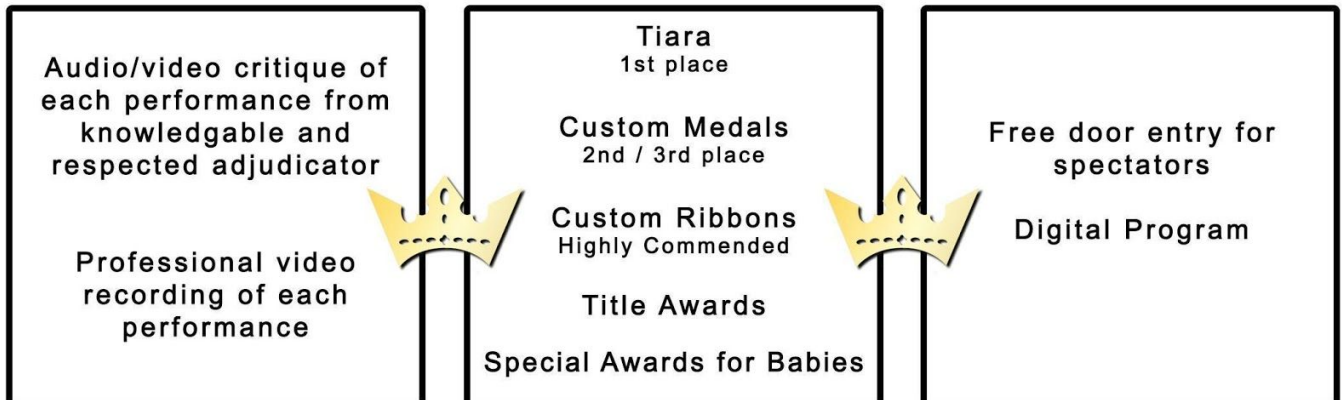 Audio/video critique of
each performance from
knowledgable and
respected adjudicator
Professional video
recording of each
performance
Tiara
1st place
Custom Medals
2nd / 3rd place
Custom Ribbons
Highly Commended
Title Awards
Special Awards for Babies
Free door entry for
spectators
Digital Program